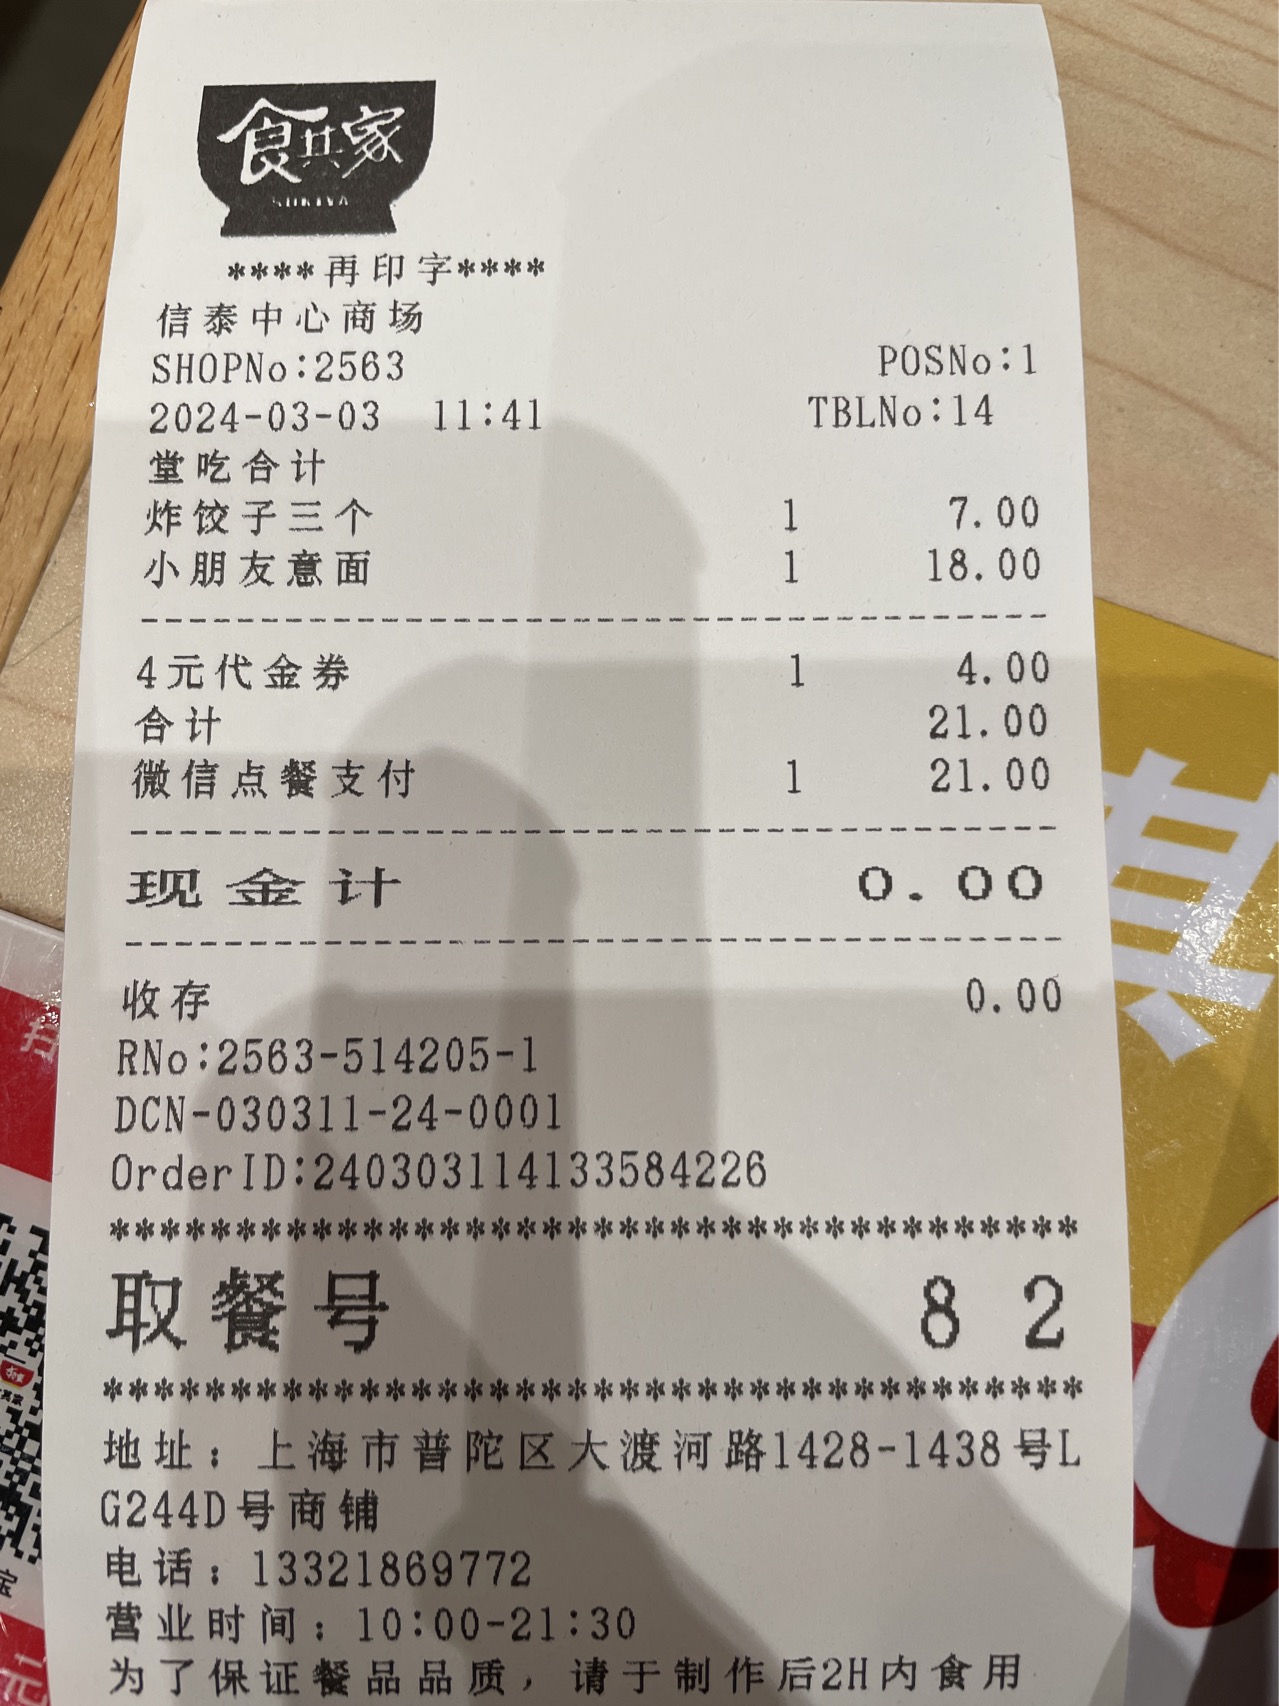 食其家
SUKIYA
****再印字****
信泰中心商场
SHOPNo:2563 POSNo:1
2024-03-03 11:41 TBLNo:14
堂吃合计
炸饺子三个 1 7.00
小朋友意面 1 18.00
4元代金券 1 4.00
合计 21.00
微信点餐支付 1 21.00
现金计 0.00
收存 0.00
RNo:2563-514205-1
DCN-030311-24-0001
OrderID:240303114133584226
取餐号 82
地址：上海市普陀区大渡河路1428-1438号L
G244D号商铺
电话：13321869772
营业时间：10:00-21:30
为了保证餐品品质，请于制作后2H内食用
其
扫
宝
元